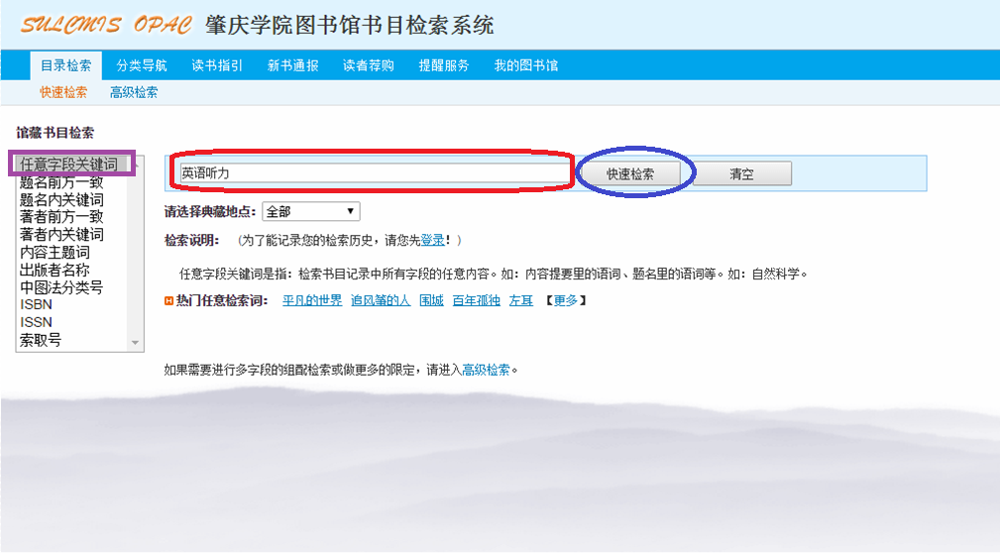 SULCMIS OPAC 肇庆学院图书馆书目检索系统
目录检索 分类导航 读书指引 新书通报 读者荐购 提醒服务 我的图书馆
快速检索 高级检索
馆藏书目检索
任意字段关键词
题名前方一致
题名内关键词
著者前方一致
著者内关键词
内容主题词
出版者名称
中图法分类号
ISBN
ISSN
索取号
英语听力 快速检索 清空
请选择典藏地点： 全部
检索说明： （为了能记录您的检索历史，请您先登录！）
任意字段关键词是指：检索书目记录中所有字段的任意内容。如：内容提要里的语词、题名里的语词等。如：自然科学。
H 热门任意检索词： 平凡的世界 追风筝的人 围城 百年孤独 左耳 【更多】
如果需要进行多字段的组配检索或做更多的限定，请进入高级检索。